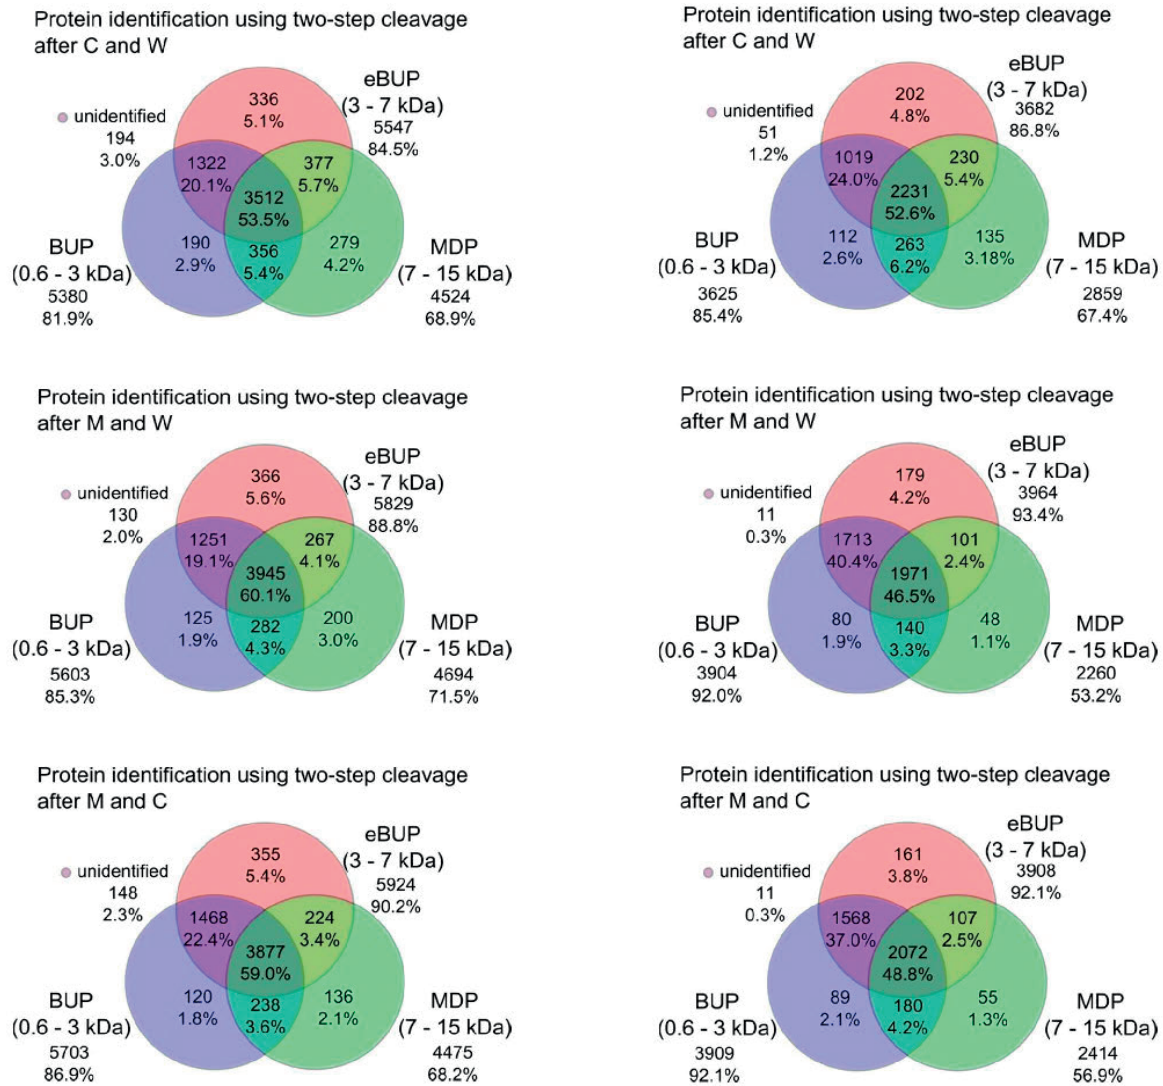 Protein identification using two-step cleavage
after C and W
eBUP
(3 - 7 kDa)
5547
84.5%
unidentified
194
3.0%
336
5.1%
1322
20.1%
377
5.7%
3512
53.5%
190
2.9%
356
5.4%
279
4.2%
BUP
(0.6 - 3 kDa)
5380
81.9%
MDP
(7 - 15 kDa)
4524
68.9%
Protein identification using two-step cleavage
after C and W
eBUP
(3 - 7 kDa)
3682
86.8%
unidentified
51
1.2%
202
4.8%
1019
24.0%
230
5.4%
2231
52.6%
112
2.6%
263
6.2%
135
3.18%
BUP
(0.6 - 3 kDa)
3625
85.4%
MDP
(7 - 15 kDa)
2859
67.4%
Protein identification using two-step cleavage
after M and W
eBUP
(3 - 7 kDa)
5829
88.8%
unidentified
130
2.0%
366
5.6%
1251
19.1%
267
4.1%
3945
60.1%
125
1.9%
282
4.3%
200
3.0%
BUP
(0.6 - 3 kDa)
5603
85.3%
MDP
(7 - 15 kDa)
4694
71.5%
Protein identification using two-step cleavage
after M and W
eBUP
(3 - 7 kDa)
3964
93.4%
unidentified
11
0.3%
179
4.2%
1713
40.4%
101
2.4%
1971
46.5%
80
1.9%
140
3.3%
48
1.1%
BUP
(0.6 - 3 kDa)
3904
92.0%
MDP
(7 - 15 kDa)
2260
53.2%
Protein identification using two-step cleavage
after M and C
eBUP
(3 - 7 kDa)
5924
90.2%
unidentified
148
2.3%
355
5.4%
1468
22.4%
224
3.4%
3877
59.0%
120
1.8%
238
3.6%
136
2.1%
BUP
(0.6 - 3 kDa)
5703
86.9%
MDP
(7 - 15 kDa)
4475
68.2%
Protein identification using two-step cleavage
after M and C
eBUP
(3 - 7 kDa)
3908
92.1%
unidentified
11
0.3%
161
3.8%
1568
37.0%
107
2.5%
2072
48.8%
89
2.1%
180
4.2%
55
1.3%
BUP
(0.6 - 3 kDa)
3909
92.1%
MDP
(7 - 15 kDa)
2414
56.9%